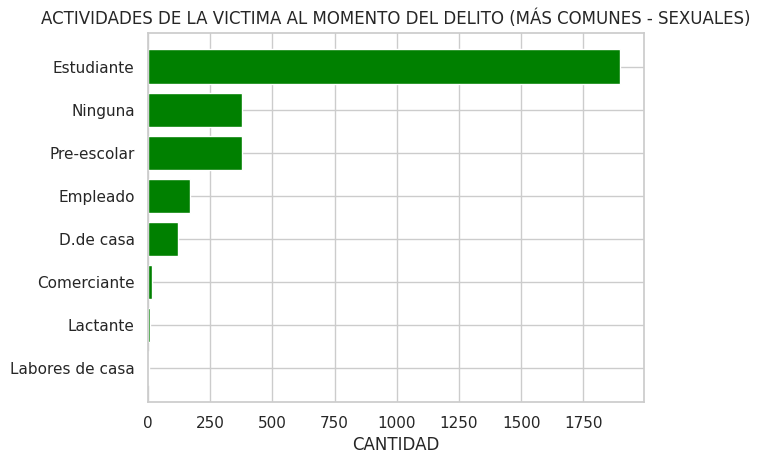 ACTIVIDADES DE LA VICTIMA AL MOMENTO DEL DELITO (MÁS COMUNES - SEXUALES)
Estudiante
Ninguna
Pre-escolar
Empleado
D.de casa
Comerciante
Lactante
Labores de casa
0 250 500 750 1000 1250 1500 1750
CANTIDAD